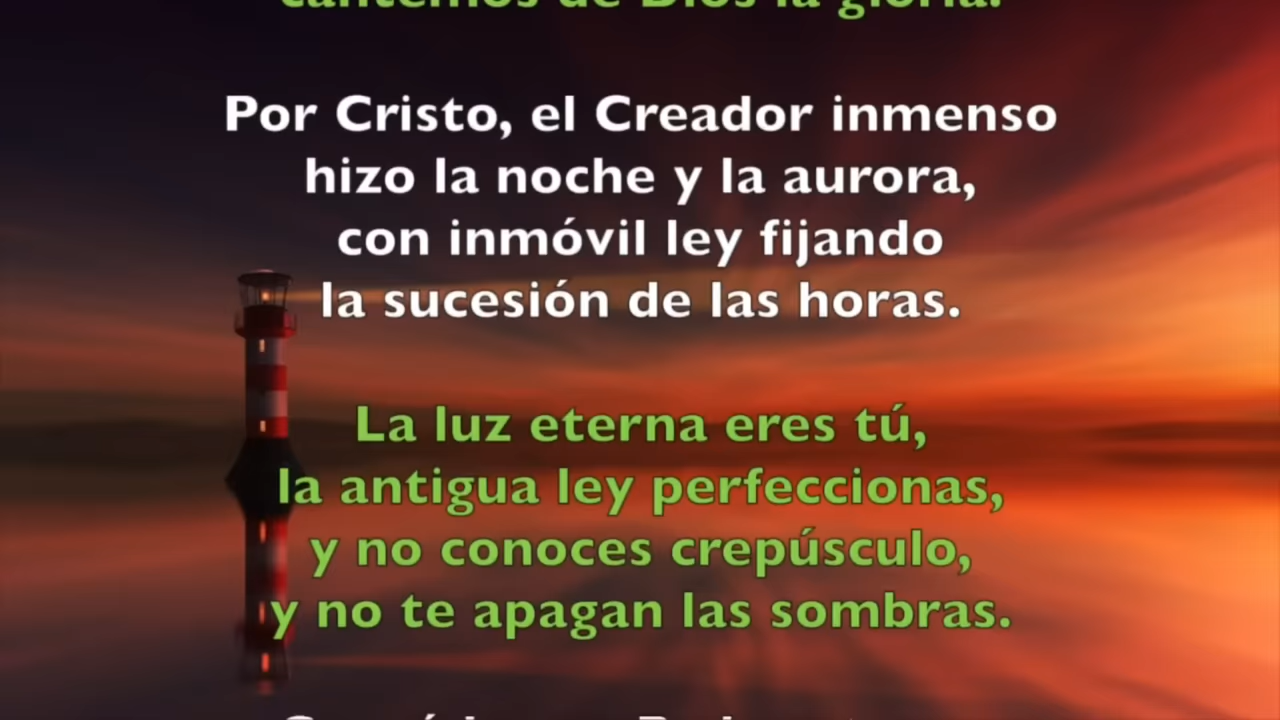 cantemos de Dios la gloria.
Por Cristo, el Creador inmenso
hizo la noche y la aurora,
con inmóvil ley fijando
la sucesión de las horas.
La luz eterna eres tú,
la antigua ley perfeccionas,
y no conoces crepúsculo,
y no te apagan las sombras.